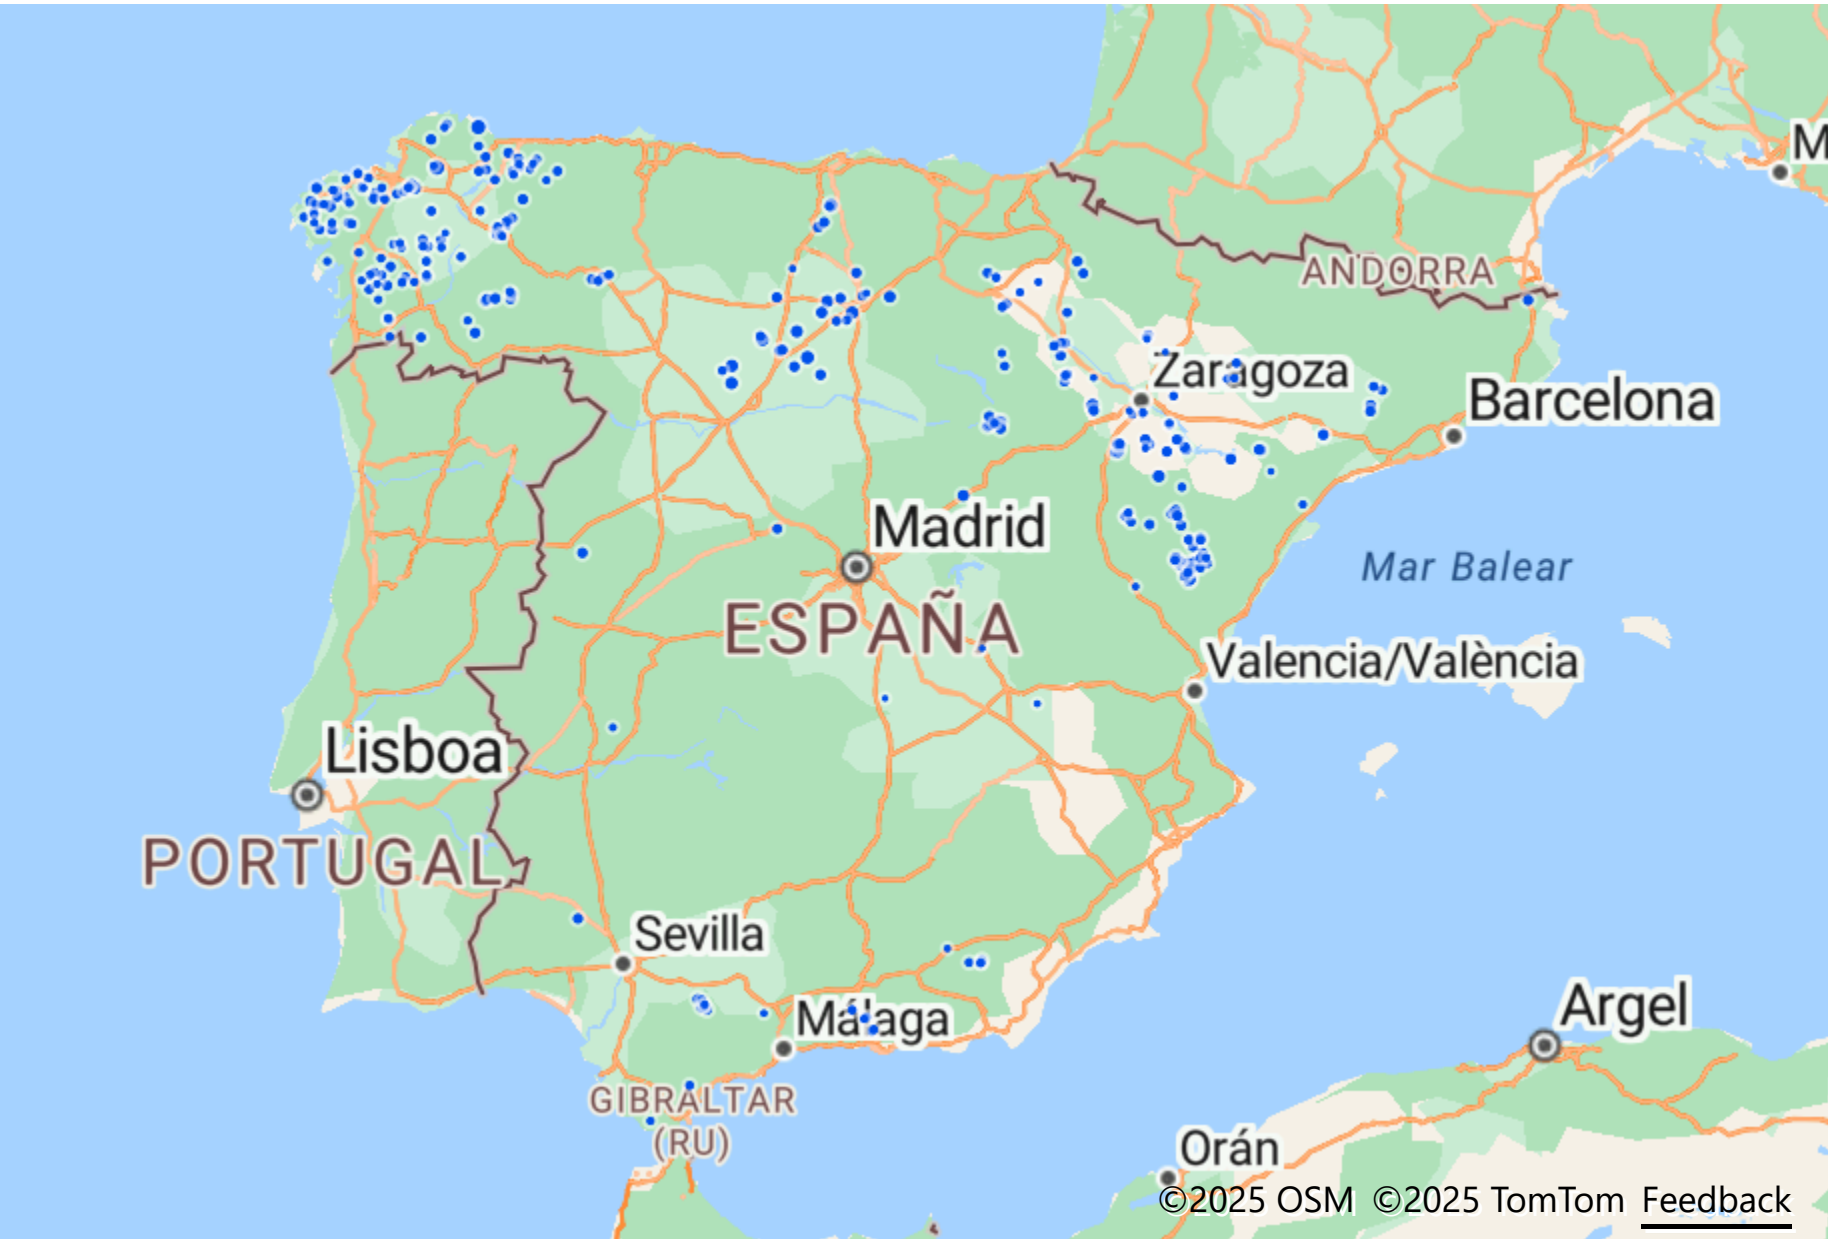 M
ANDORRA
Zaragoza
Barcelona
Madrid
Mar Balear
ESPAÑA
Valencia/València
Lisboa
PORTUGAL
Sevilla
Málaga
Argel
GIBRALTAR
(RU)
Orán
©2025 OSM ©2025 TomTom Feedback